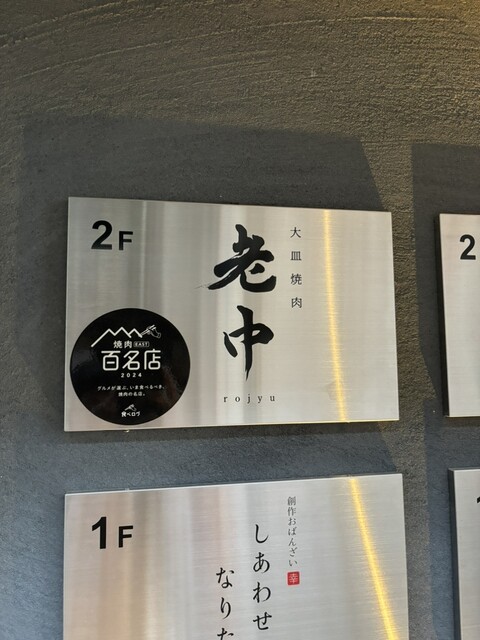 2F
大皿焼肉
老中
rojyu
焼肉 EAST
百名店
2024
グルメが選ぶ、いま食べるべき、
焼肉の名店。
食べログ
2
1F
創作おばんざい
幸
しあわせ
なりた